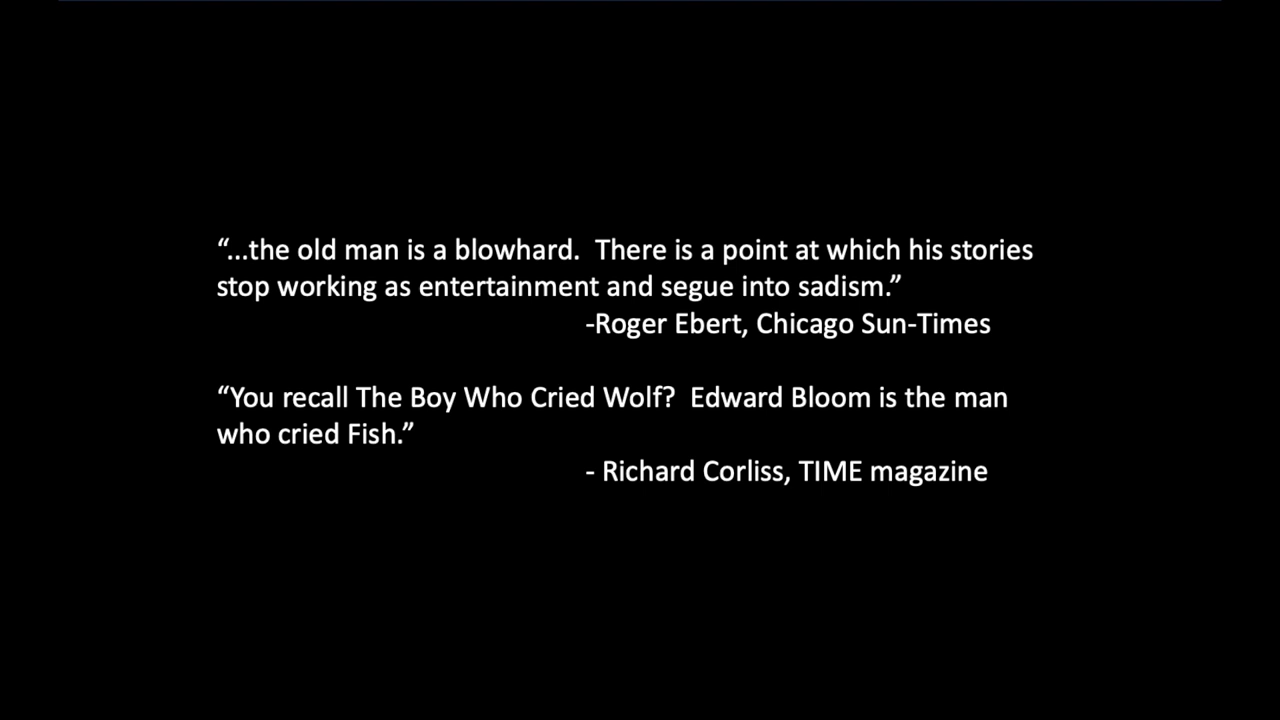 “...the old man is a blowhard.  There is a point at which his stories
stop working as entertainment and segue into sadism.”
-Roger Ebert, Chicago Sun-Times
“You recall The Boy Who Cried Wolf?  Edward Bloom is the man
who cried Fish.”
- Richard Corliss, TIME magazine